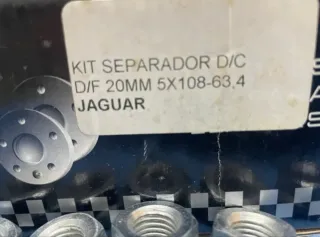 KIT SEPARADOR D/C
D/F 20MM 5X108-63,4
JAGUAR